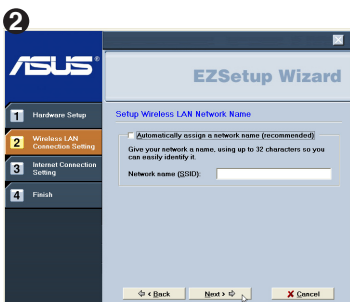 2
ASUS®
EZSetup Wizard
1 Hardware Setup
2 Wireless LAN
Connection Setting
3 Internet Connection
Setting
4 Finish
Setup Wireless LAN Network Name
Automatically assign a network name (recommended)
Give your network a name, using up to 32 characters so you
can easily identify it.
Network name (SSID):
< Back
Next >
Cancel